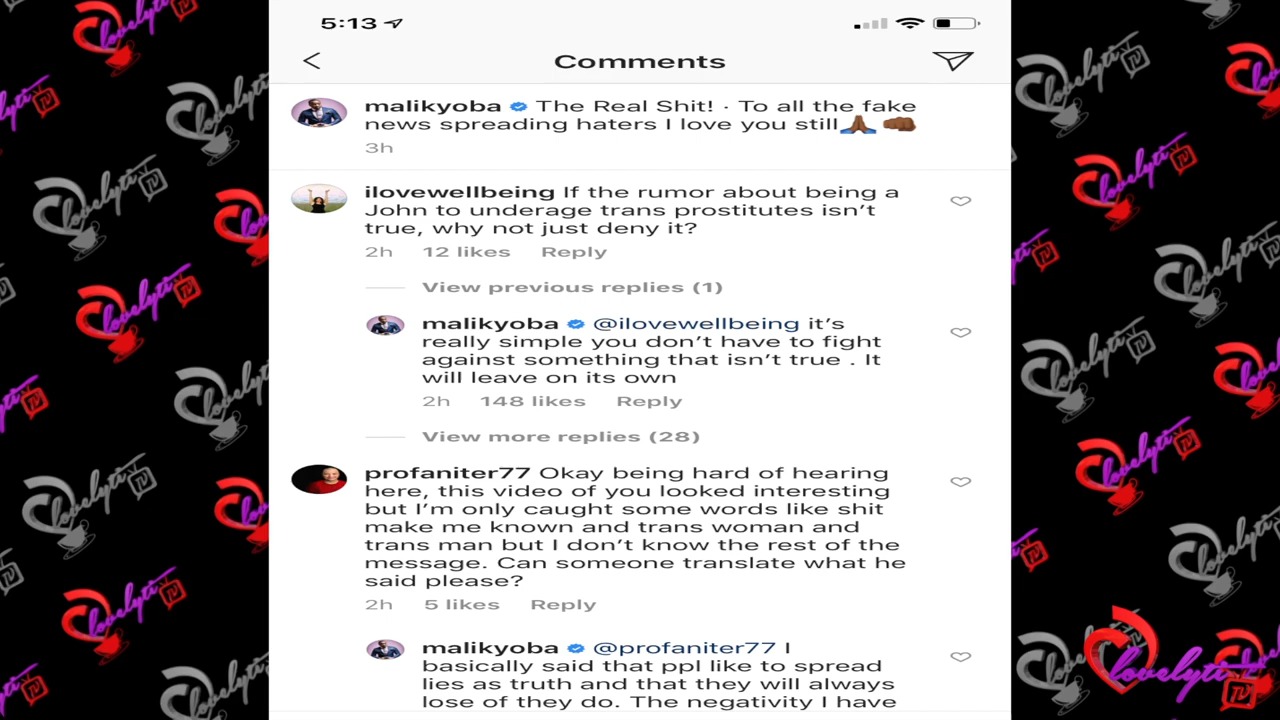 5:13
Comments
malikyoba The Real Shit! · To all the fake
news spreading haters I love you still🙏🏾 👊🏾
3h
ilovewellbeing If the rumor about being a
John to underage trans prostitutes isn't
true, why not just deny it?
2h 12 likes Reply
View previous replies (1)
malikyoba @ilovewellbeing it's
really simple you don't have to fight
against something that isn't true . It
will leave on its own
2h 148 likes Reply
View more replies (28)
profaniter77 Okay being hard of hearing
here, this video of you looked interesting
but I'm only caught some words like shit
make me known and trans woman and
trans man but I don't know the rest of the
message. Can someone translate what he
said please?
2h 5 likes Reply
malikyoba @profaniter77 I
basically said that ppl like to spread
lies as truth and that they will always
lose of they do. The negativity I have
lovelyti TV